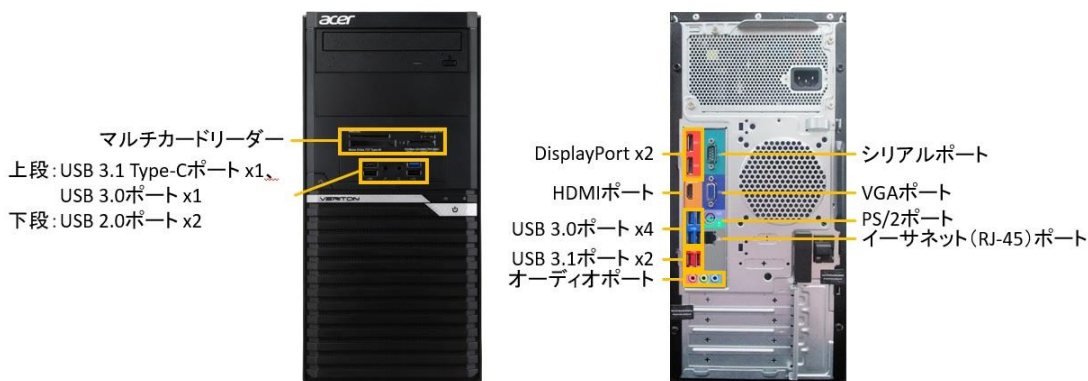 acer
マルチカードリーダー
上段：USB 3.1 Type-Cポート x1、
USB 3.0ポート x1
下段：USB 2.0ポート x2
VERITON
DisplayPort x2
HDMIポート
USB 3.0ポート x4
USB 3.1ポート x2
オーディオポート
シリアルポート
VGAポート
PS/2ポート
イーサネット（RJ-45）ポート